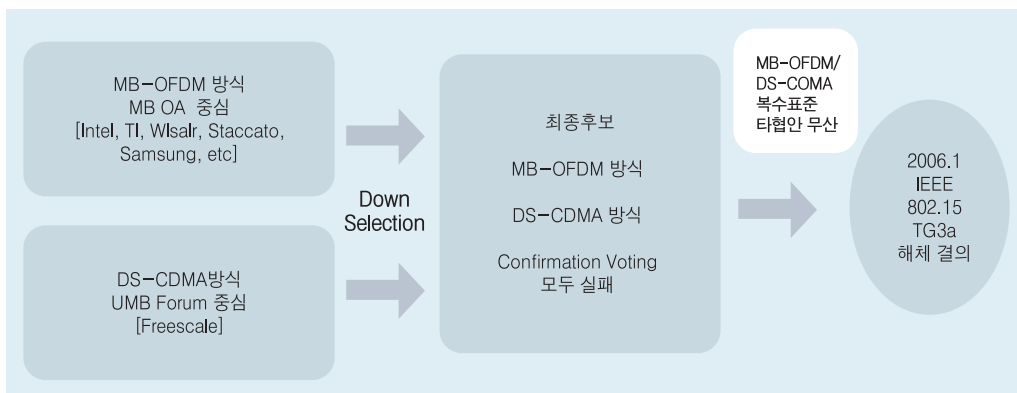 MB-OFDM 방식
MB OA 중심
[Intel, TI, WIsaIr, Staccato,
Samsung, etc]
DS-CDMA방식
UMB Forum 중심
[Freescale]
Down
Selection
최종후보
MB-OFDM 방식
DS-CDMA 방식
Confirmation Voting
모두 실패
MB-OFDM/
DS-COMA
복수표준
타협안 무산
2006.1
IEEE
802.15
TG3a
해체 결의